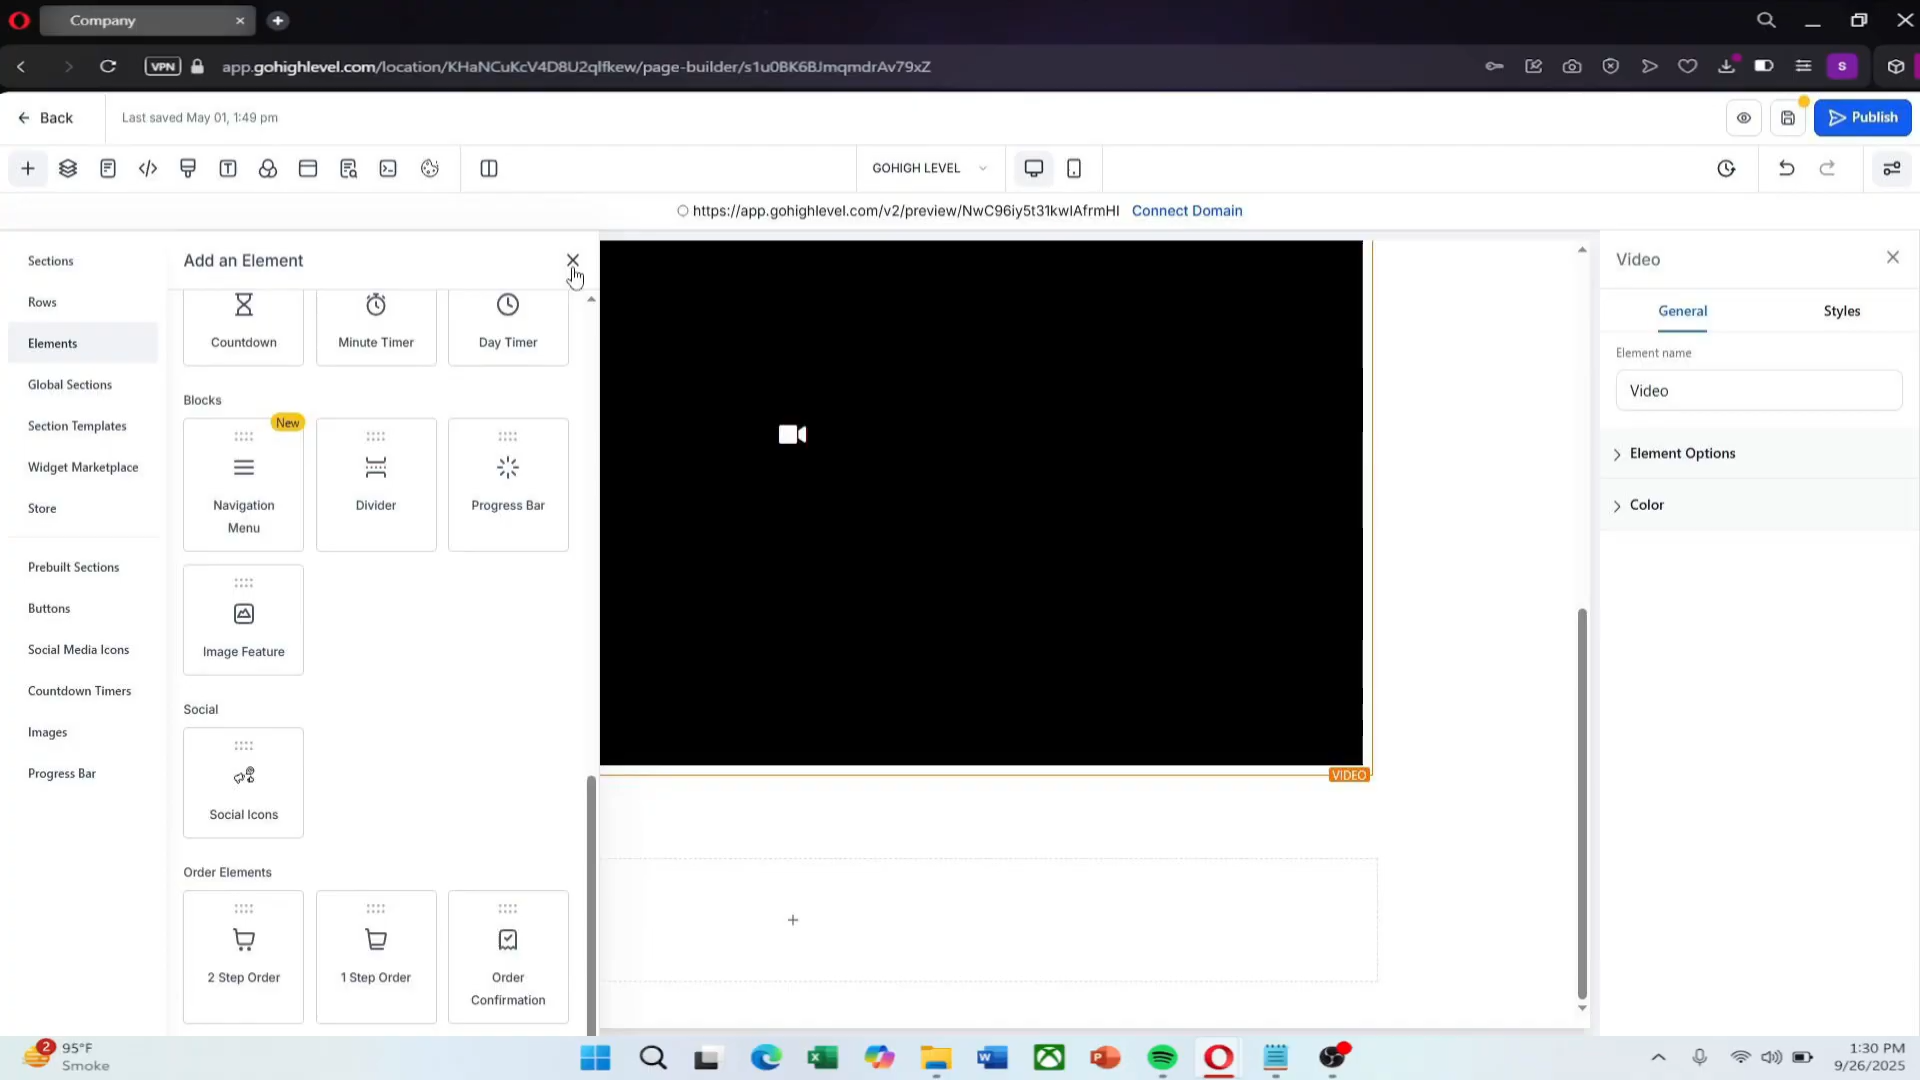 Company
VPN
app.gohighlevel.com/location/KHaNCuKcV4D8U2qlfkew/page-builder/s1u0BK6BJmqmdrAv79xZ
S
Back
Last saved May 01, 1:49 pm
Publish
GOHIGH LEVEL
https://app.gohighlevel.com/v2/preview/NwC96iy5t31kwIAfrmHI Connect Domain
Sections
Rows
Elements
Global Sections
Section Templates
Widget Marketplace
Store
Prebuilt Sections
Buttons
Social Media Icons
Countdown Timers
Images
Progress Bar
Add an Element
Countdown
Minute Timer
Day Timer
Blocks
New
Navigation
Menu
Divider
Progress Bar
Image Feature
Social
Social Icons
Order Elements
2 Step Order
1 Step Order
Order
Confirmation
VIDEO
Video
General
Styles
Element name
Video
Element Options
Color
2
95°F
Smoke
1:30 PM
9/26/2025